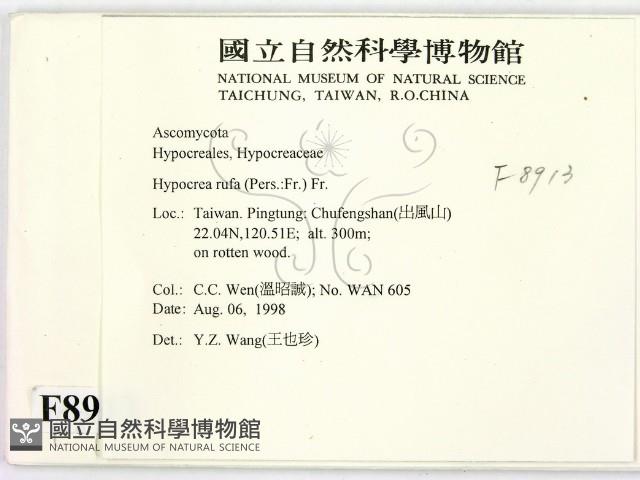 國立自然科學博物館
NATIONAL MUSEUM OF NATURAL SCIENCE
TAICHUNG, TAIWAN, R.O.CHINA
Ascomycota
Hypocreales, Hypocreaceae
F8913
Hypocrea rufa (Pers.:Fr.) Fr.
Loc.: Taiwan. Pingtung; Chufengshan(出風山)
22.04N,120.51E; alt. 300m;
on rotten wood.
Col.: C.C. Wen(溫昭誠); No. WAN 605
Date: Aug. 06, 1998
Det.: Y.Z. Wang(王也珍)
F89
國立自然科學博物館
NATIONAL MUSEUM OF NATURAL SCIENCE